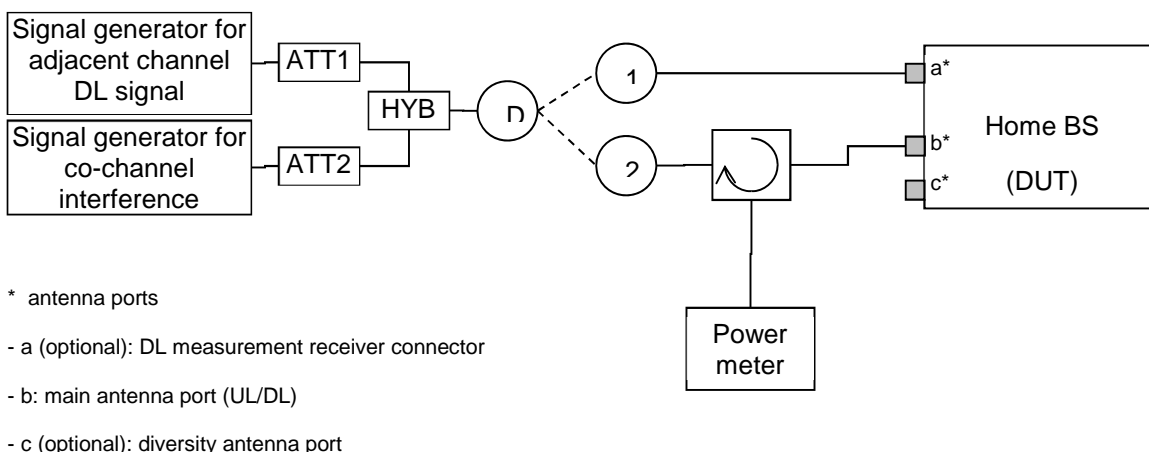 Signal generator for
adjacent channel
DL signal
ATT1
HYB
Signal generator for
co-channel
interference
ATT2
D
1
2
a*
b*
c*
Home BS
(DUT)
Power
meter
* antenna ports
- a (optional): DL measurement receiver connector
- b: main antenna port (UL/DL)
- c (optional): diversity antenna port